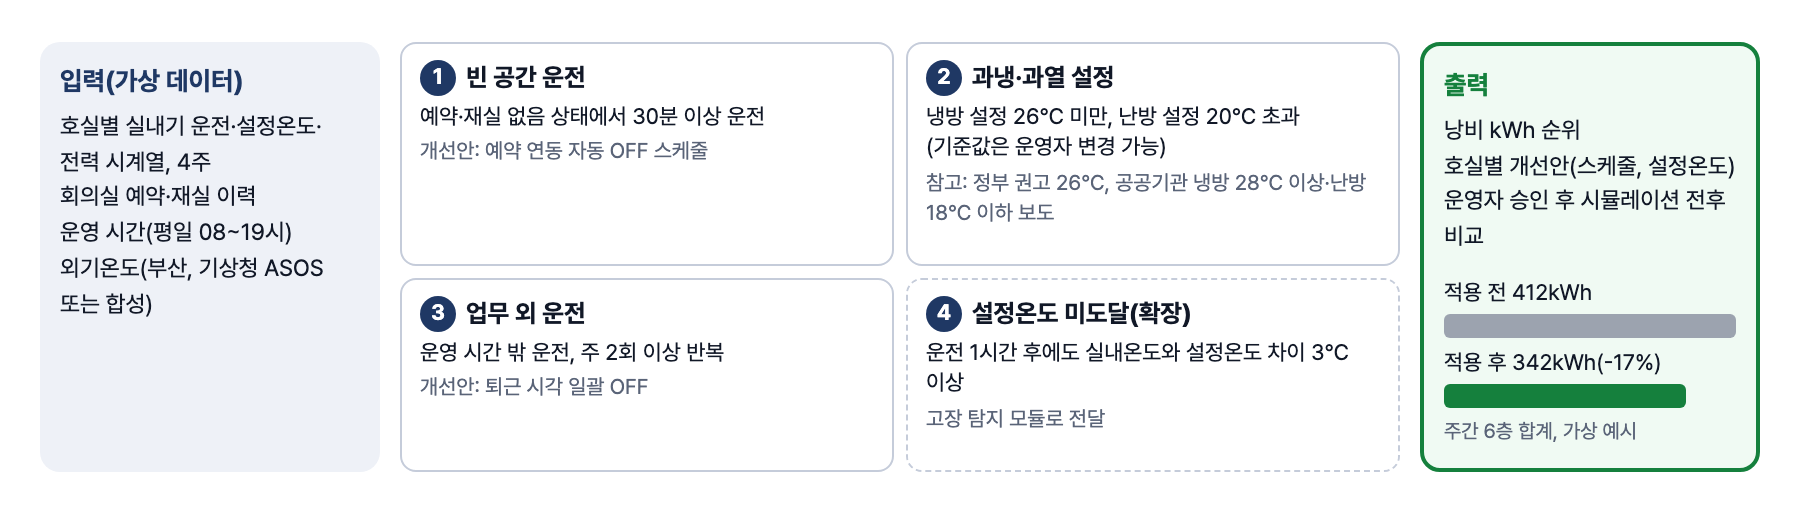 입력(가상 데이터)
호실별 실내기 운전·설정온도·
전력 시계열, 4주
회의실 예약·재실 이력
운영 시간(평일 08~19시)
외기온도(부산, 기상청 ASOS
또는 합성)
1 빈 공간 운전
예약·재실 없음 상태에서 30분 이상 운전
개선안: 예약 연동 자동 OFF 스케줄
2 과냉·과열 설정
냉방 설정 26°C 미만, 난방 설정 20°C 초과
(기준값은 운영자 변경 가능)
참고: 정부 권고 26°C, 공공기관 냉방 28°C 이상·난방
18°C 이하 보도
3 업무 외 운전
운영 시간 밖 운전, 주 2회 이상 반복
개선안: 퇴근 시각 일괄 OFF
4 설정온도 미도달(확장)
운전 1시간 후에도 실내온도와 설정온도 차이 3°C
이상
고장 탐지 모듈로 전달
출력
낭비 kWh 순위
호실별 개선안(스케줄, 설정온도)
운영자 승인 후 시뮬레이션 전후
비교
적용 전 412kWh
적용 후 342kWh(-17%)
주간 6층 합계, 가상 예시